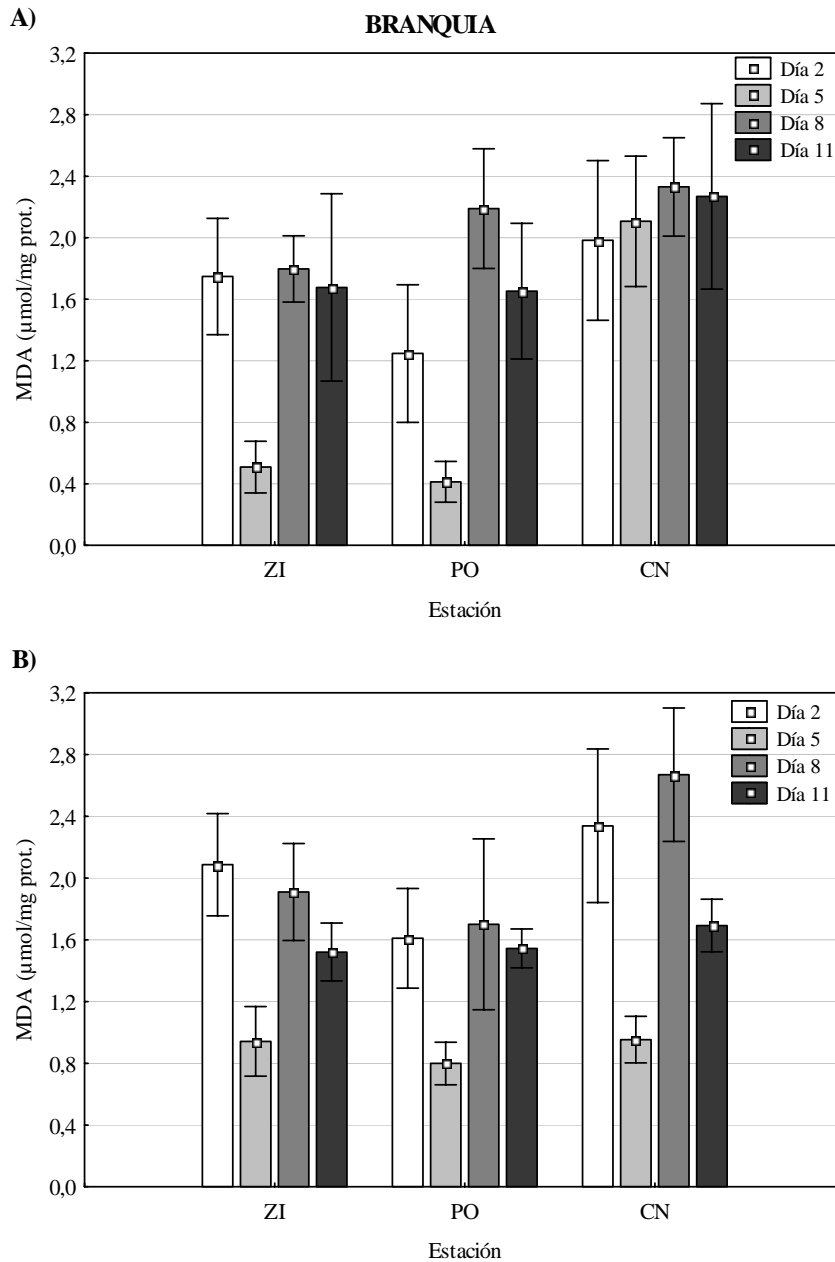 A)
BRANQUIA
3,2
2,8
2,4
2,0
1,6
1,2
0,8
0,4
0,0
MDA (µmol/mg prot.)
Día 2
Día 5
Día 8
Día 11
ZI PO CN
Estación
B)
3,2
2,8
2,4
2,0
1,6
1,2
0,8
0,4
0,0
MDA (µmol/mg prot.)
Día 2
Día 5
Día 8
Día 11
ZI PO CN
Estación